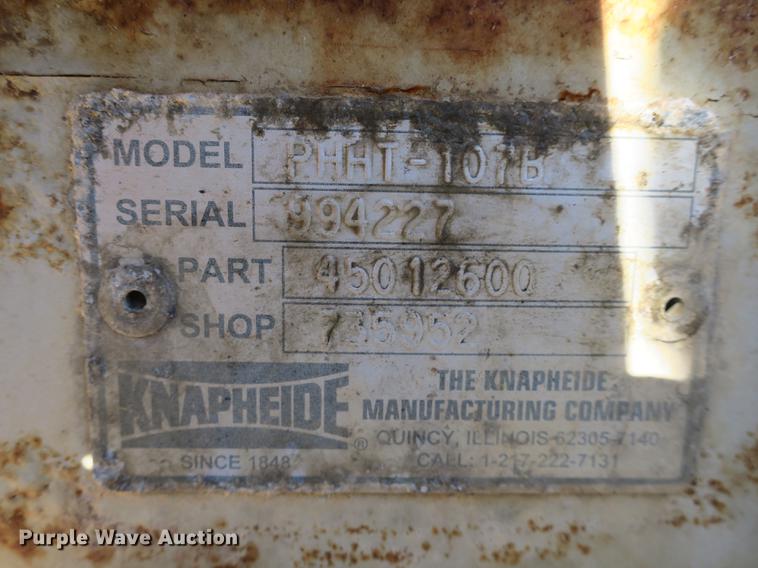 MODEL PHHT-107B
SERIAL 994227
PART 45012600
SHOP 735952
KNAPHEIDE ®
SINCE 1848
THE KNAPHEIDE
MANUFACTURING COMPANY
QUINCY, ILLINOIS 62305-7140
CALL: 1-217-222-7131
Purple Wave Auction